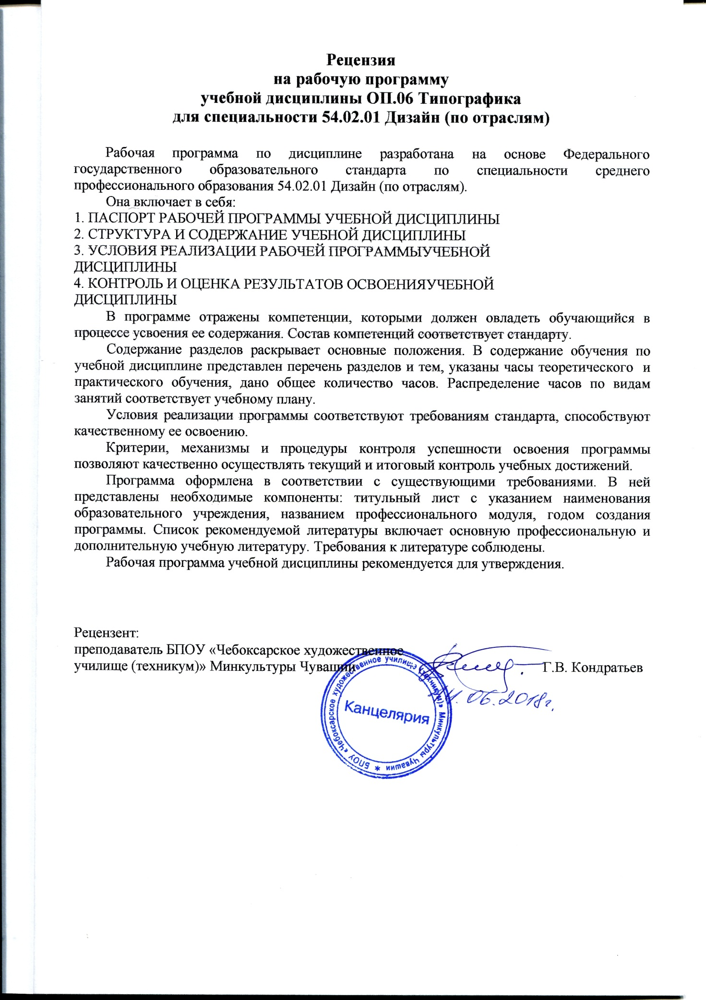 Рецензия
на рабочую программу
учебной дисциплины ОП.06 Типографика
для специальности 54.02.01 Дизайн (по отраслям)
Рабочая программа по дисциплине разработана на основе Федерального
государственного образовательного стандарта по специальности среднего
профессионального образования 54.02.01 Дизайн (по отраслям).
Она включает в себя:
1. ПАСПОРТ РАБОЧЕЙ ПРОГРАММЫ УЧЕБНОЙ ДИСЦИПЛИНЫ
2. СТРУКТУРА И СОДЕРЖАНИЕ УЧЕБНОЙ ДИСЦИПЛИНЫ
3. УСЛОВИЯ РЕАЛИЗАЦИИ РАБОЧЕЙ ПРОГРАММЫУЧЕБНОЙ
ДИСЦИПЛИНЫ
4. КОНТРОЛЬ И ОЦЕНКА РЕЗУЛЬТАТОВ ОСВОЕНИЯУЧЕБНОЙ
ДИСЦИПЛИНЫ
В программе отражены компетенции, которыми должен овладеть обучающийся в
процессе усвоения ее содержания. Состав компетенций соответствует стандарту.
Содержание разделов раскрывает основные положения. В содержание обучения по
учебной дисциплине представлен перечень разделов и тем, указаны часы теоретического и
практического обучения, дано общее количество часов. Распределение часов по видам
занятий соответствует учебному плану.
Условия реализации программы соответствуют требованиям стандарта, способствуют
качественному ее освоению.
Критерии, механизмы и процедуры контроля успешности освоения программы
позволяют качественно осуществлять текущий и итоговый контроль учебных достижений.
Программа оформлена в соответствии с существующими требованиями. В ней
представлены необходимые компоненты: титульный лист с указанием наименования
образовательного учреждения, названием профессионального модуля, годом создания
программы. Список рекомендуемой литературы включает основную профессиональную и
дополнительную учебную литературу. Требования к литературе соблюдены.
Рабочая программа учебной дисциплины рекомендуется для утверждения.
Рецензент:
преподаватель БПОУ «Чебоксарское художественное
училище (техникум)» Минкультуры Чувашии Г.В. Кондратьев
06.2018г.
БПОУ «Чебоксарское художественное училище (техникум)» Минкультуры Чувашии *
Канцелярия